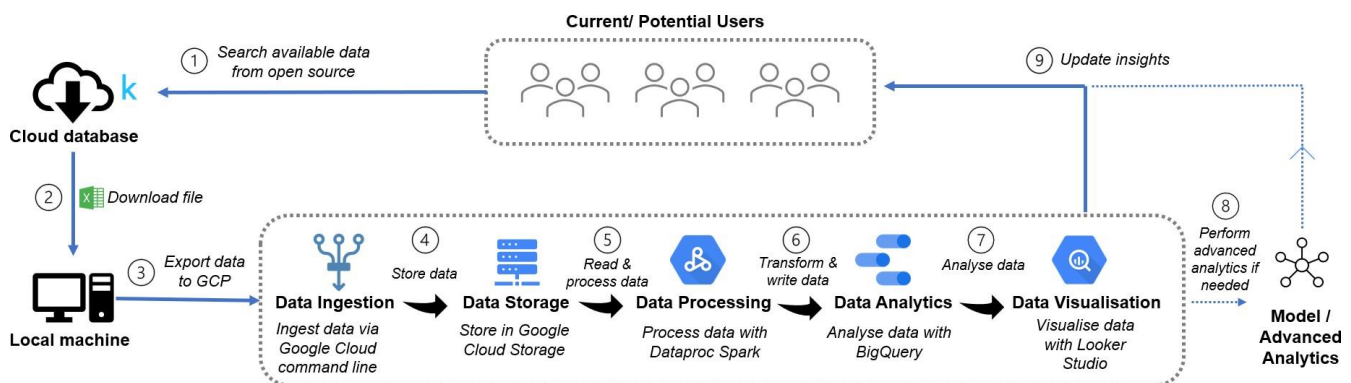 Current/ Potential Users
1
Search available data
from open source
9
Update insights
k
Cloud database
2
Download file
3
Export data
to GCP
Local machine
4
Store data
5
Read &
process data
6
Transform &
write data
7
Analyse data
8
Perform
advanced
analytics if
needed
Data Ingestion
Ingest data via
Google Cloud
command line
Data Storage
Store in Google
Cloud Storage
Data Processing
Process data with
Dataproc Spark
Data Analytics
Analyse data with
BigQuery
Data Visualisation
Visualise data
with Looker
Studio
Model /
Advanced
Analytics